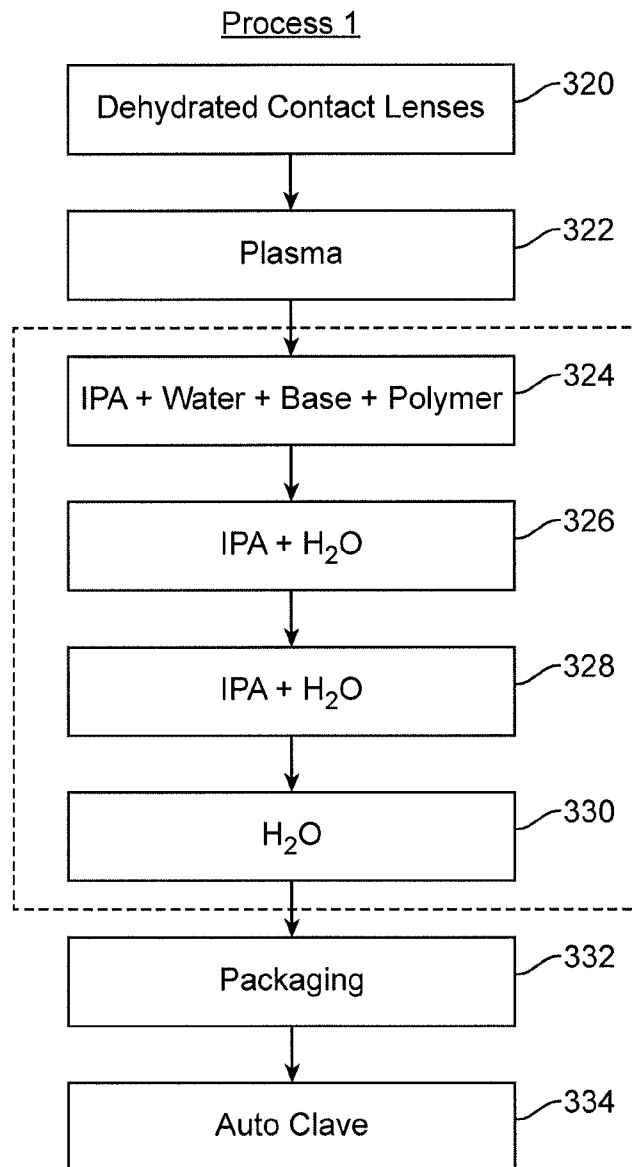 Process 1
Dehydrated Contact Lenses 320
Plasma 322
IPA + Water + Base + Polymer 324
IPA + H₂O 326
IPA + H₂O 328
H₂O 330
Packaging 332
Auto Clave 334